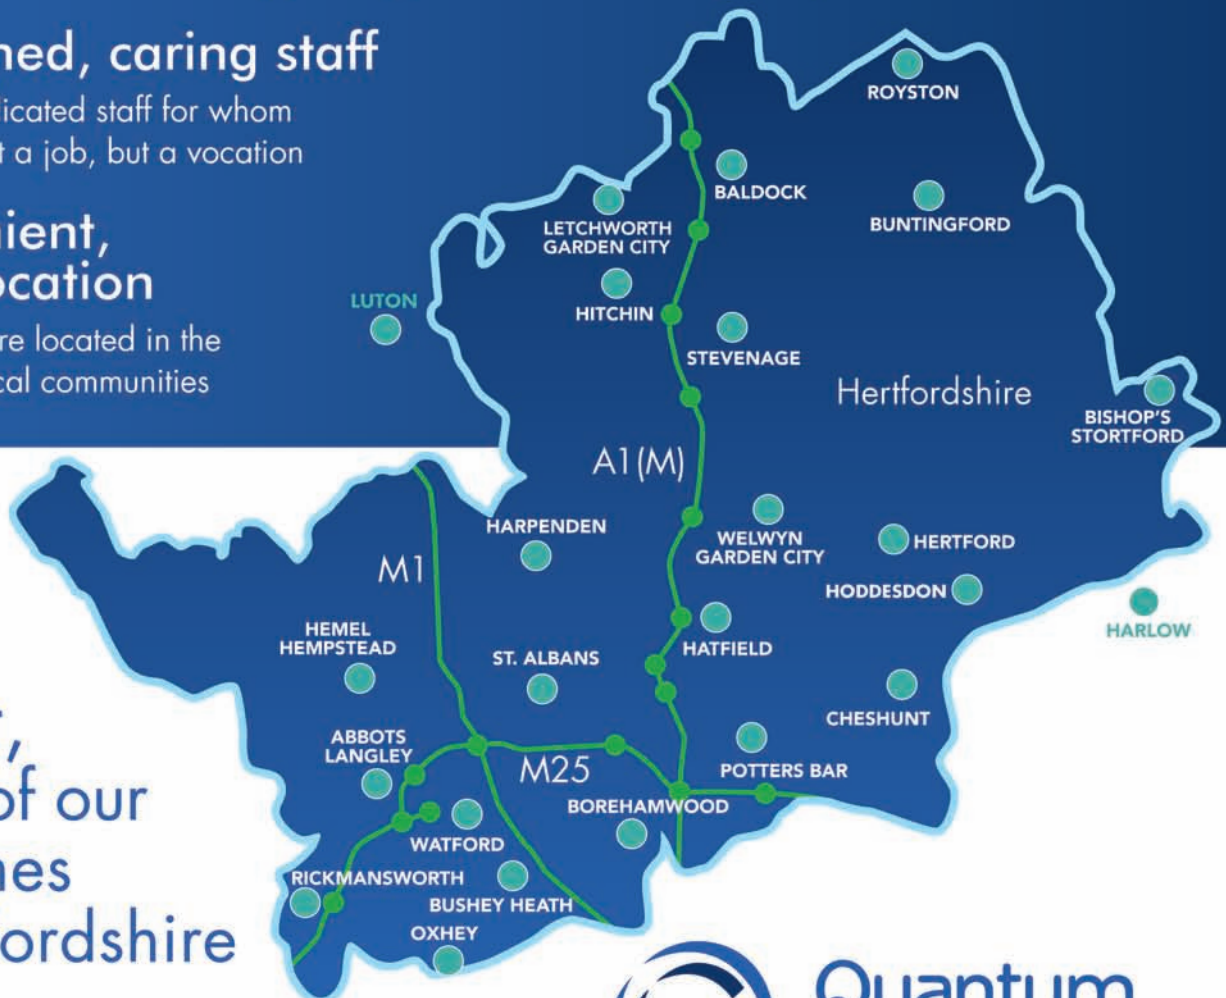 ned, caring staff
licated staff for whom
t a job, but a vocation
nient,
ocation
re located in the
cal communities
of our
nes
ordshire
ROYSTON
BALDOCK
BUNTINGFORD
LETCHWORTH
GARDEN CITY
LUTON
HITCHIN
STEVENAGE
Hertfordshire
BISHOP'S
STORTFORD
A1(M)
HARPENDEN
WELWYN
GARDEN CITY
HERTFORD
M1
HODDESDON
HARLOW
HEMEL
HEMPSTEAD
ST. ALBANS
HATFIELD
CHESHUNT
ABBOTS
LANGLEY
M25
POTTERS BAR
BOREHAMWOOD
WATFORD
RICKMANSWORTH
BUSHEY HEATH
OXHEY
Quantum